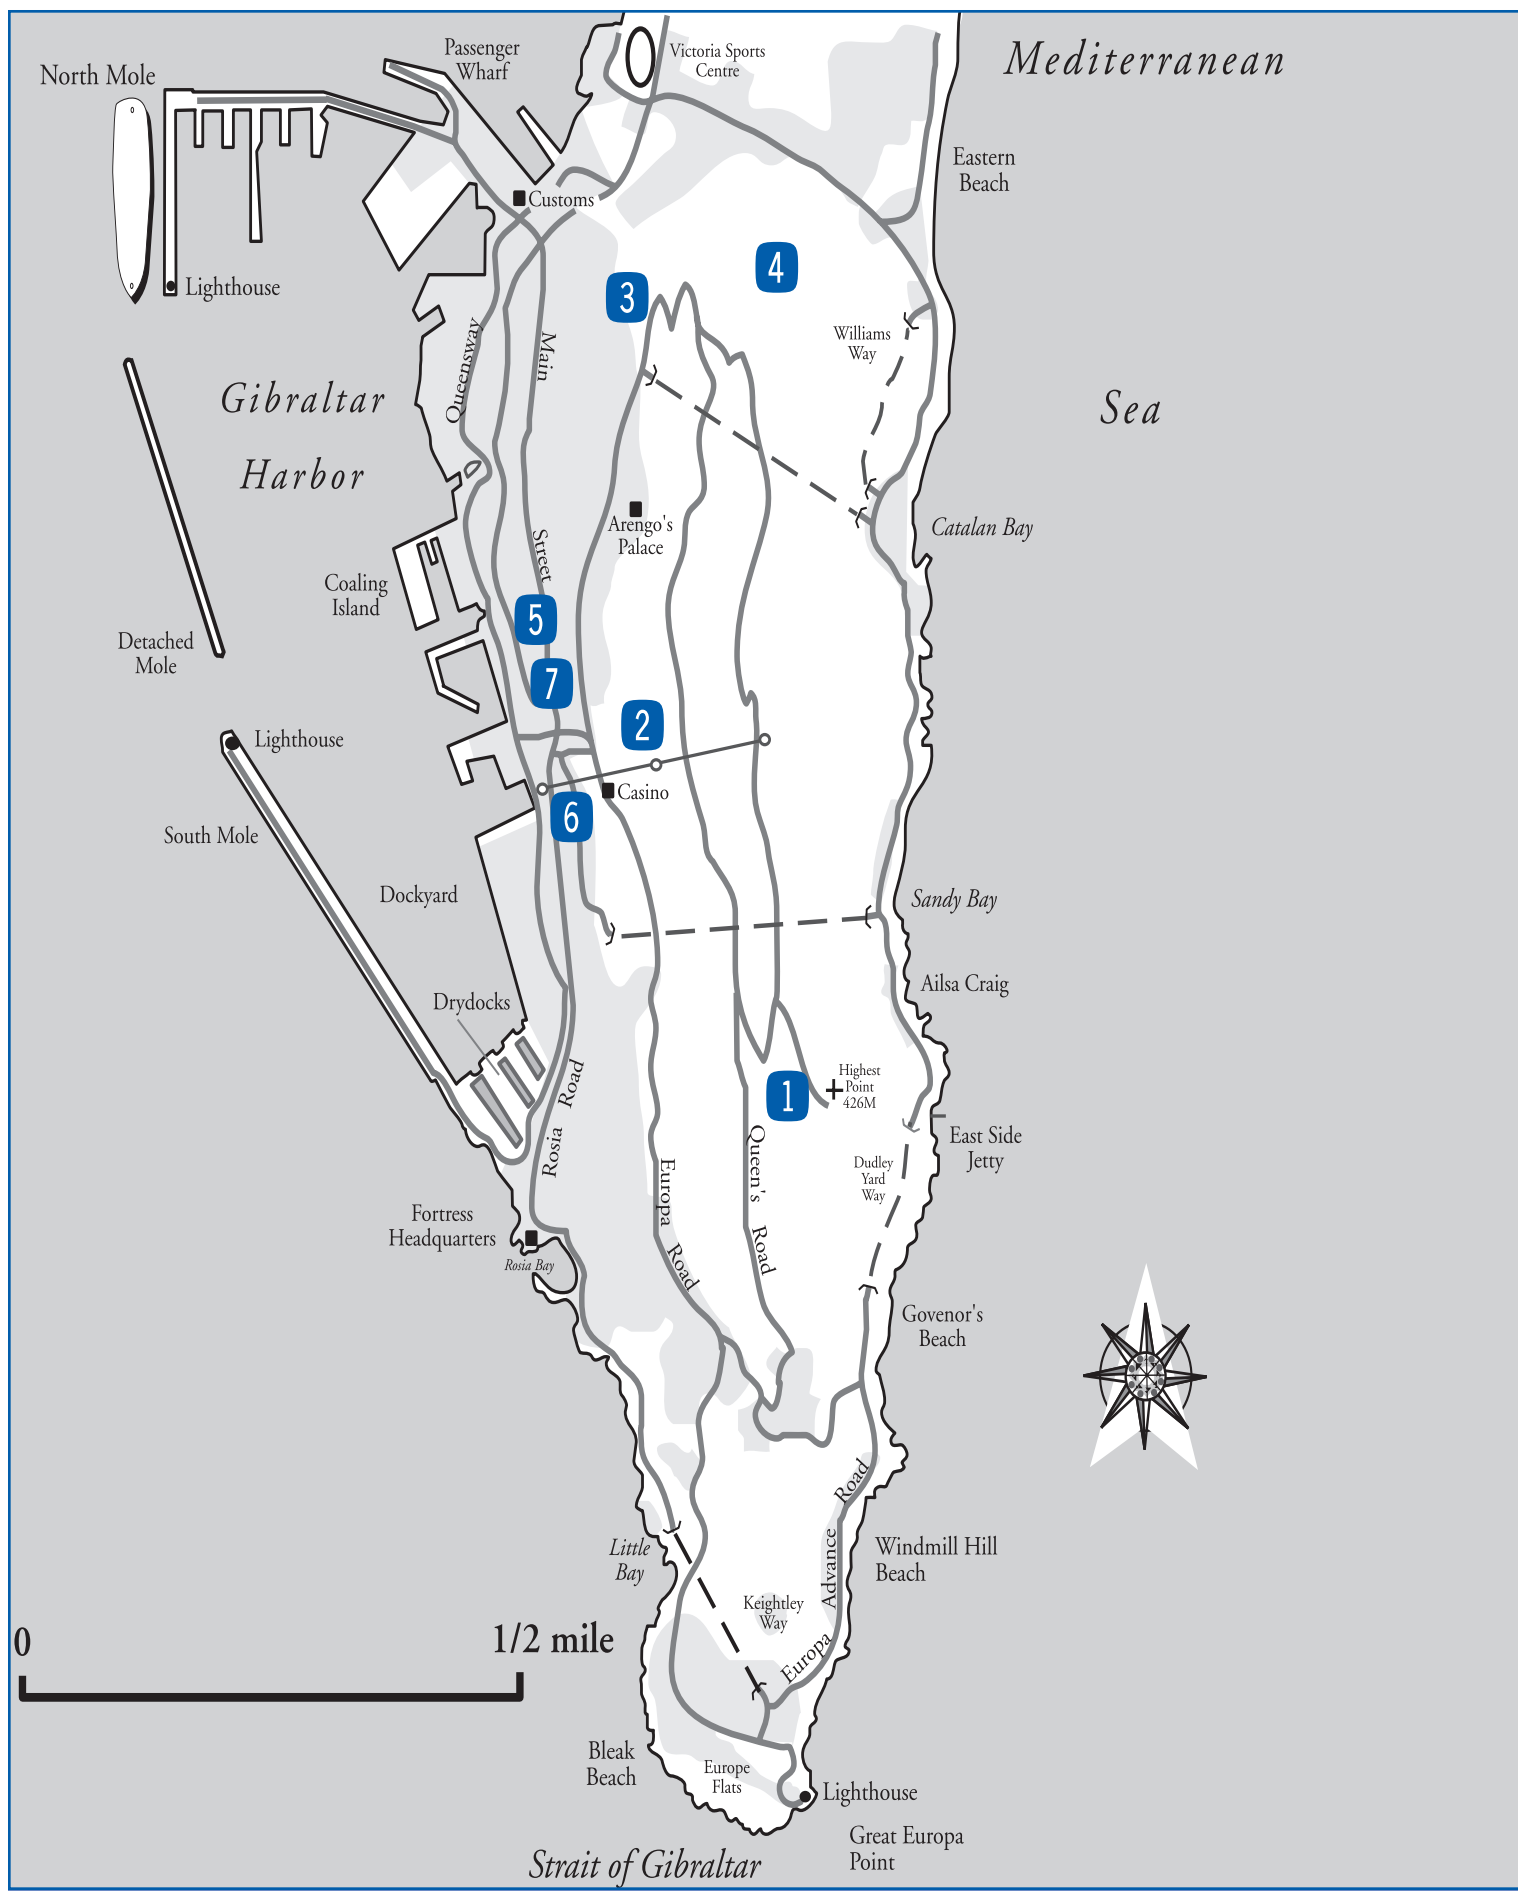 Passenger
Wharf
Victoria Sports
Centre
Mediterranean
North Mole
Eastern
Beach
Customs
4
Lighthouse
3
Williams
Way
Queensway
Main
Gibraltar
Sea
Harbor
Arengo's
Palace
Catalan Bay
Street
Coaling
Island
5
Detached
Mole
7
2
Lighthouse
Casino
6
South Mole
Dockyard
Sandy Bay
Ailsa Craig
Drydocks
Highest
Point
426M
1
Rosia Road
East Side
Jetty
Dudley
Yard
Way
Europa Road
Queen's Road
Fortress
Headquarters
Rosia Bay
Govenor's
Beach
Europa Advance Road
Little
Bay
Windmill Hill
Beach
Keightley
Way
0
1/2 mile
Bleak
Beach
Europe
Flats
Lighthouse
Great Europa
Point
Strait of Gibraltar